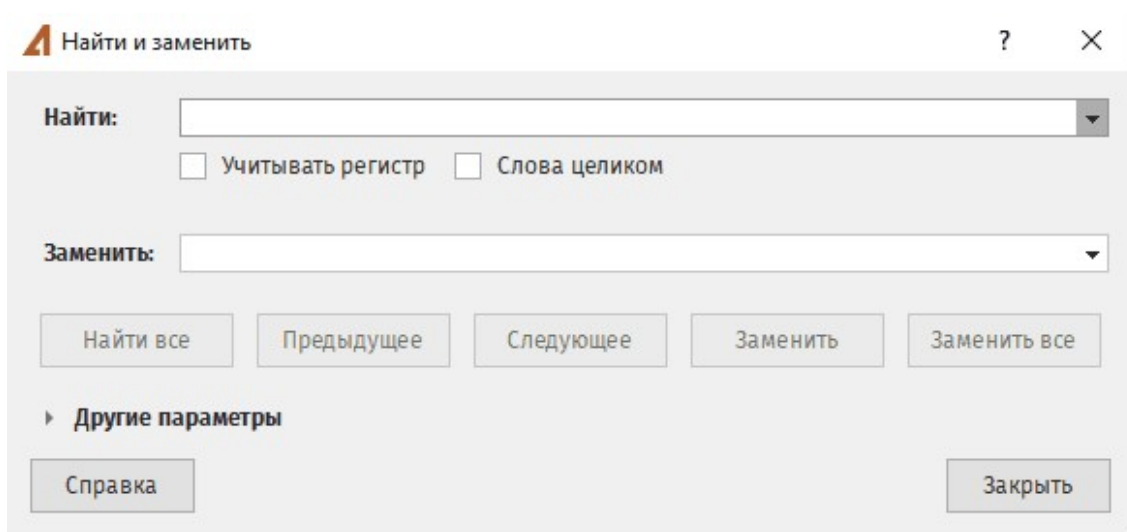 Найти и заменить ?
Найти:
Учитывать регистр Слова целиком
Заменить:
Найти все Предыдущее Следующее Заменить Заменить все
Другие параметры
Справка Закрыть